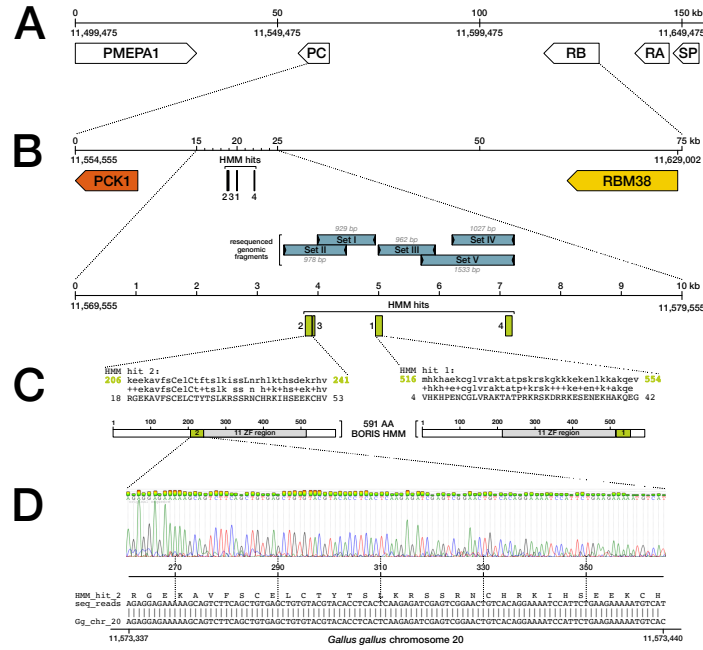 A
0 50 100 150 kb
11,499,475 11,549,475 11,599,475 11,649,475
PMEPA1 PC RB RA SP
B
0 15 20 25 50 75
11,554,555 11,629,002
HMM hits
PCK1 RBM38
2 3 1 4
929 bp 1027 bp
962 bp
resequenced genomic fragments
Set I Set IV
Set II Set III
Set V
978 bp 1533 bp
0 1 2 3 4 5 6 7 8 9 10 kb
11,569,555 11,579,555
HMM hits
2 3 1 4
C
HMM hit 2: HMM hit 1:
206 keekavfsCelCtftslkissLnrhlkthsdekrhv 241 516 mhkhaekcglvraktatpskrskgkkkekenlkkakqev 554
++ekavfsCelCt+tslk ss n h+k+hs+ek+hv +hkh+e+cglvrakta+tp+krsk+++ke+en+k+akqe
18 RGEKAVFSCELCTYTSLKRSSRNCHRKIHSEEKCHV 53 4 VHKHPENCGLVRAKTATPRKRSKDRRKESENEKHAKQEG 42
0 100 200 300 400 500 591 AA 0 100 200 300 400 500
2 11 ZF region BORIS HMM 11 ZF region 1
D
270 290 310 330 350
HMM_hit_2 R G E K A V F S C E L C T Y T S L K R S S R N C H R K I H S E E K C H
seq_reads AGAGGAGAAAAAGCAGTCTTCAGCTGTGAGCTGTGTACGTACACCTCACTCAAGAGATCGAGTCGGAACTGTCACAGGAAAATCCATTCTGAAGAAAAATGTCAT
Gg_chr_20 AGAGGAGAAAAAGCAGTCTTCAGCTGTGAGCTGTGTACGTACACCTCACTCAAGAGATCGAGTCGGAACTGTCACAGGAAAATCCATTCTGAAGAAAAATGTCAC
11,573,337 Gallus gallus chromosome 20 11,573,440